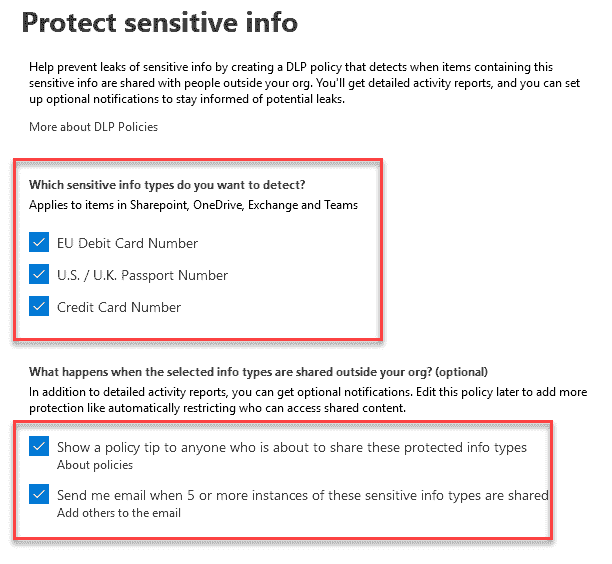 Protect sensitive info
Help prevent leaks of sensitive info by creating a DLP policy that detects when items containing this
sensitive info are shared with people outside your org. You'll get detailed activity reports, and you can set
up optional notifications to stay informed of potential leaks.
More about DLP Policies
Which sensitive info types do you want to detect?
Applies to items in Sharepoint, OneDrive, Exchange and Teams
EU Debit Card Number
U.S. / U.K. Passport Number
Credit Card Number
What happens when the selected info types are shared outside your org? (optional)
In addition to detailed activity reports, you can get optional notifications. Edit this policy later to add more
protection like automatically restricting who can access shared content.
Show a policy tip to anyone who is about to share these protected info types
About policies
Send me email when 5 or more instances of these sensitive info types are shared
Add others to the email